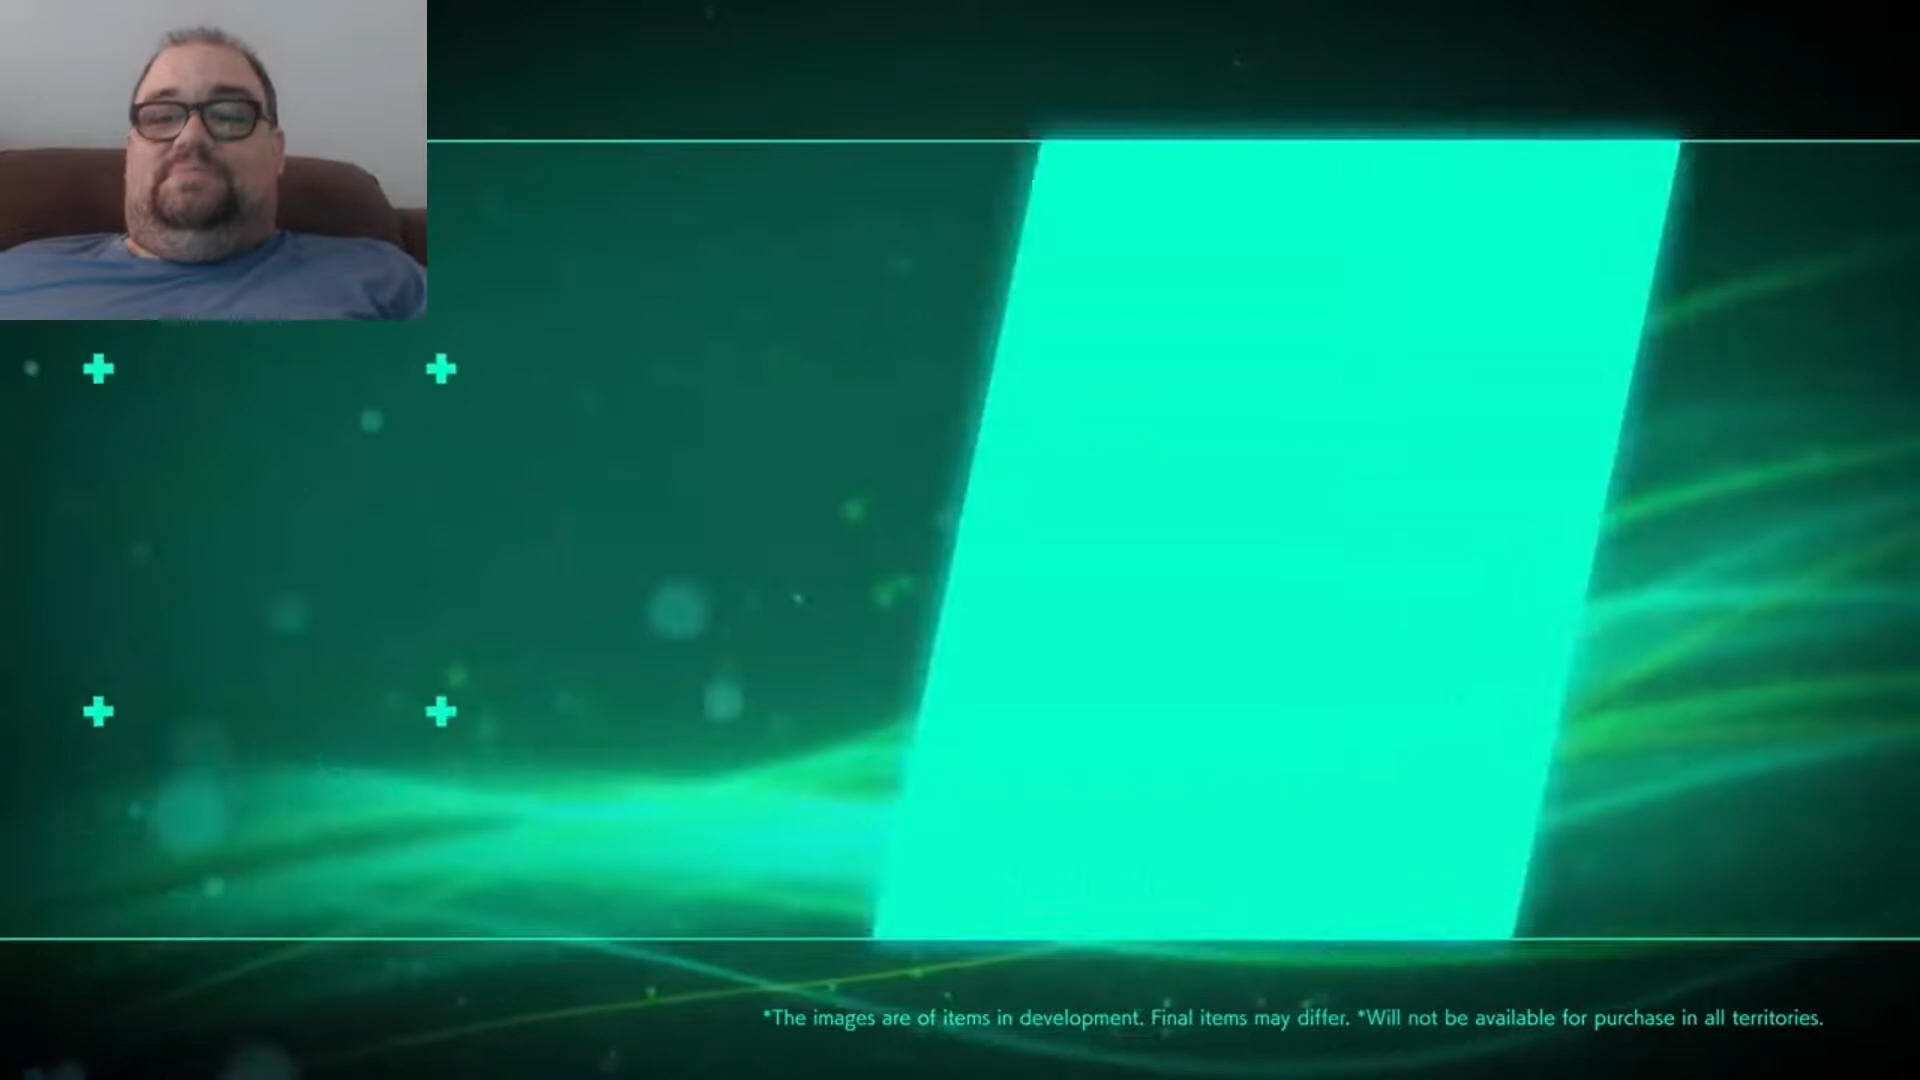 *The images are of items in development. Final items may differ. *Will not be available for purchase in all territories.